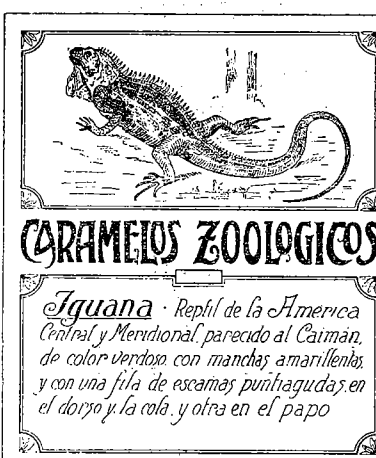 CARAMELOS ZOOLOGICOS
Iguana · Reptil de la America
Central y Meridional, parecido al Caimán,
de color verdoso con manchas amarillentas,
y con una fila de escamas puntiagudas, en
el dorso y la cola, y otra en el papo